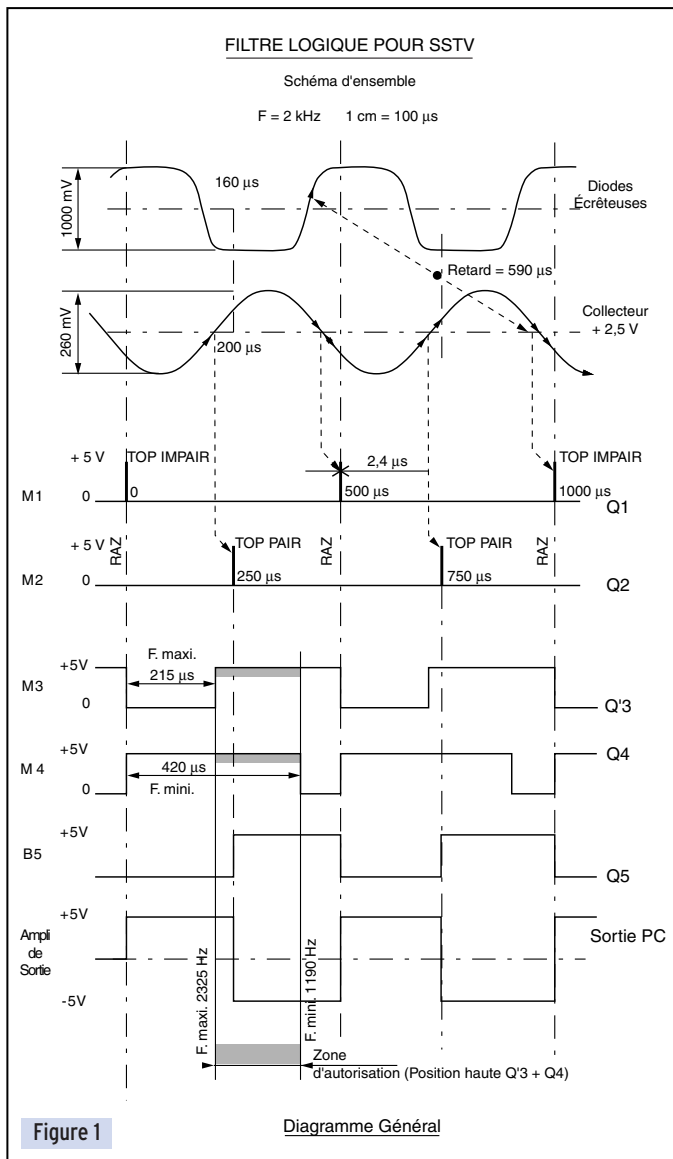 FILTRE LOGIQUE POUR SSTV
Schéma d'ensemble
F = 2 kHz 1 cm = 100 µs
1000 mV
160 µs
Diodes
Écrêteuses
Retard = 590 µs
260 mV
200 µs
Collecteur
+ 2,5 V
+ 5 V
TOP IMPAIR
2,4 µs
TOP IMPAIR
M1
0
0
500 µs
1000 µs
Q1
+ 5 V
RAZ
TOP PAIR
RAZ
TOP PAIR
RAZ
M2
0
250 µs
750 µs
Q2
+5V
F. maxi.
215 µs
M3
0
Q'3
+5V
Q4
M 4
420 µs
0
F. mini.
+5V
B5
Q5
+5V
Ampli
de
Sortie
Sortie PC
-5V
F. maxi. 2325 Hz
F. mini. 1190 Hz
Zone
d'autorisation (Position haute Q'3 + Q4)
Figure 1
Diagramme Général